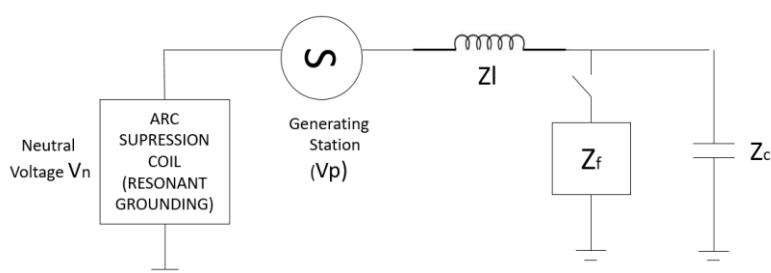 ARC
SUPRESSION
COIL
(RESONANT
GROUNDING)
Neutral
Voltage Vn
Generating
Station
(Vp)
Zl
Zf
Zc